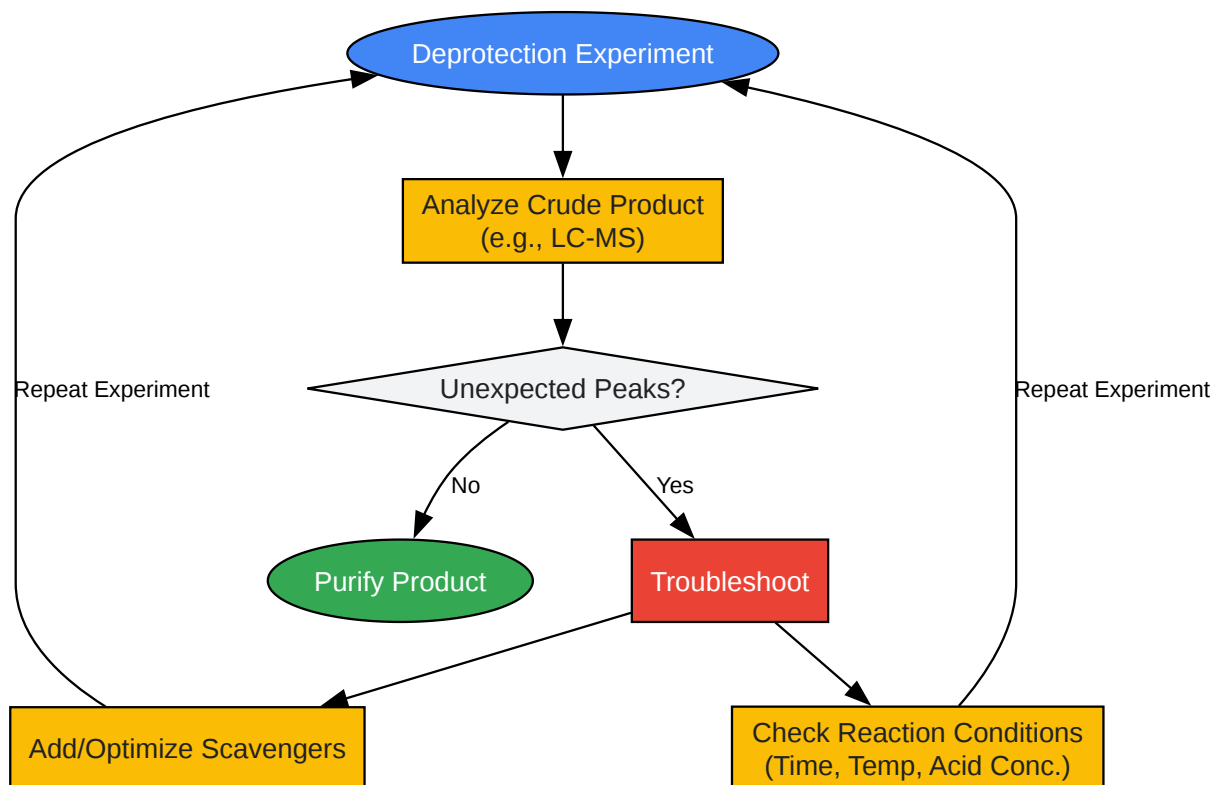 Deprotection Experiment
Analyze Crude Product
(e.g., LC-MS)
Unexpected Peaks?
Repeat Experiment
Repeat Experiment
No
Yes
Purify Product
Troubleshoot
Add/Optimize Scavengers
Check Reaction Conditions
(Time, Temp, Acid Conc.)